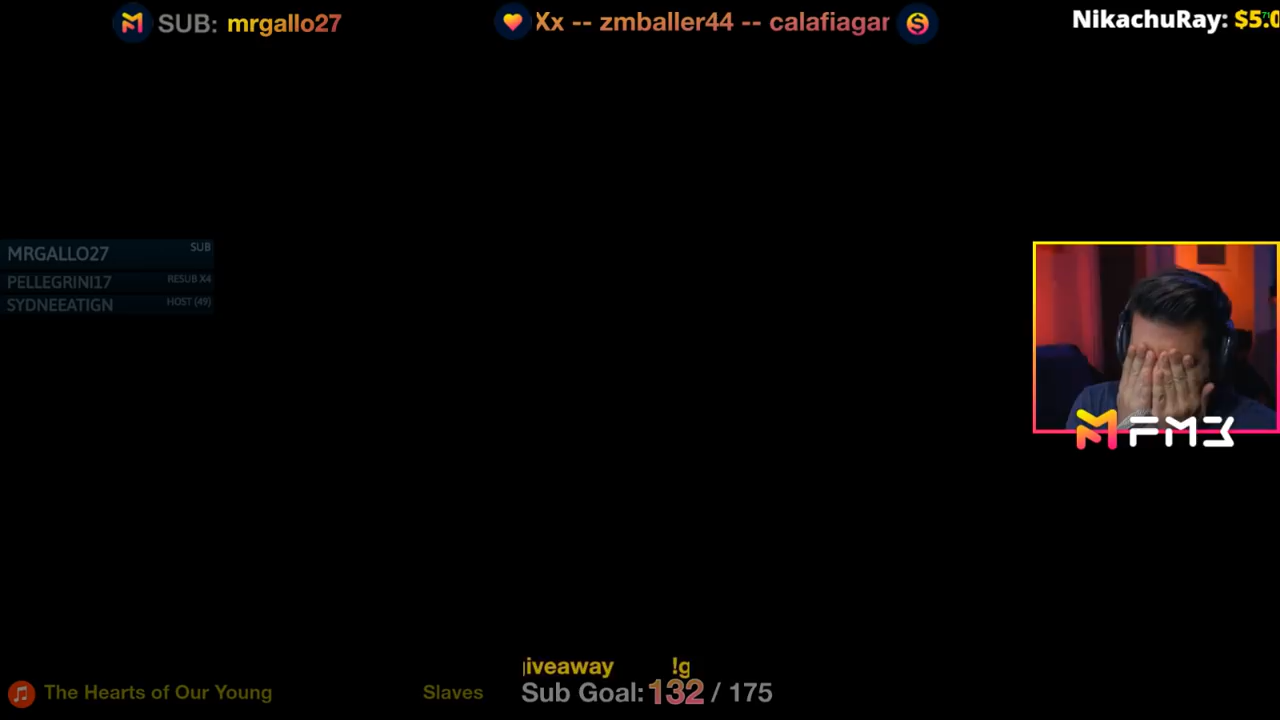 SUB: mrgallo27
Xx -- zmballer44 -- calafiagar
NikachuRay: $5.0
MRGALLO27 SUB
PELLEGRINI17 RESUB X4
SYDNEEATIGN HOST (49)
FM3
iveaway !g
The Hearts of Our Young Slaves
Sub Goal: 132 / 175